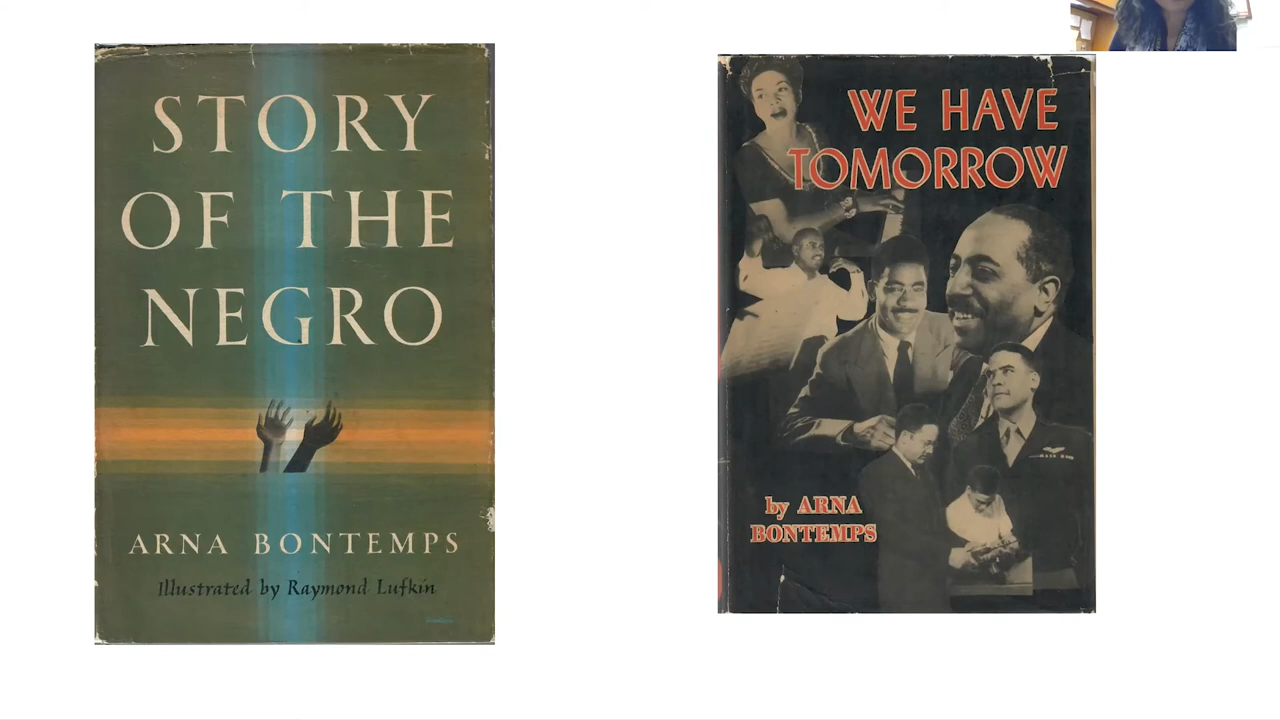 STORY
OF THE
NEGRO
ARNA BONTEMPS
Illustrated by Raymond Lufkin
WE HAVE
TOMORROW
by ARNA
BONTEMPS